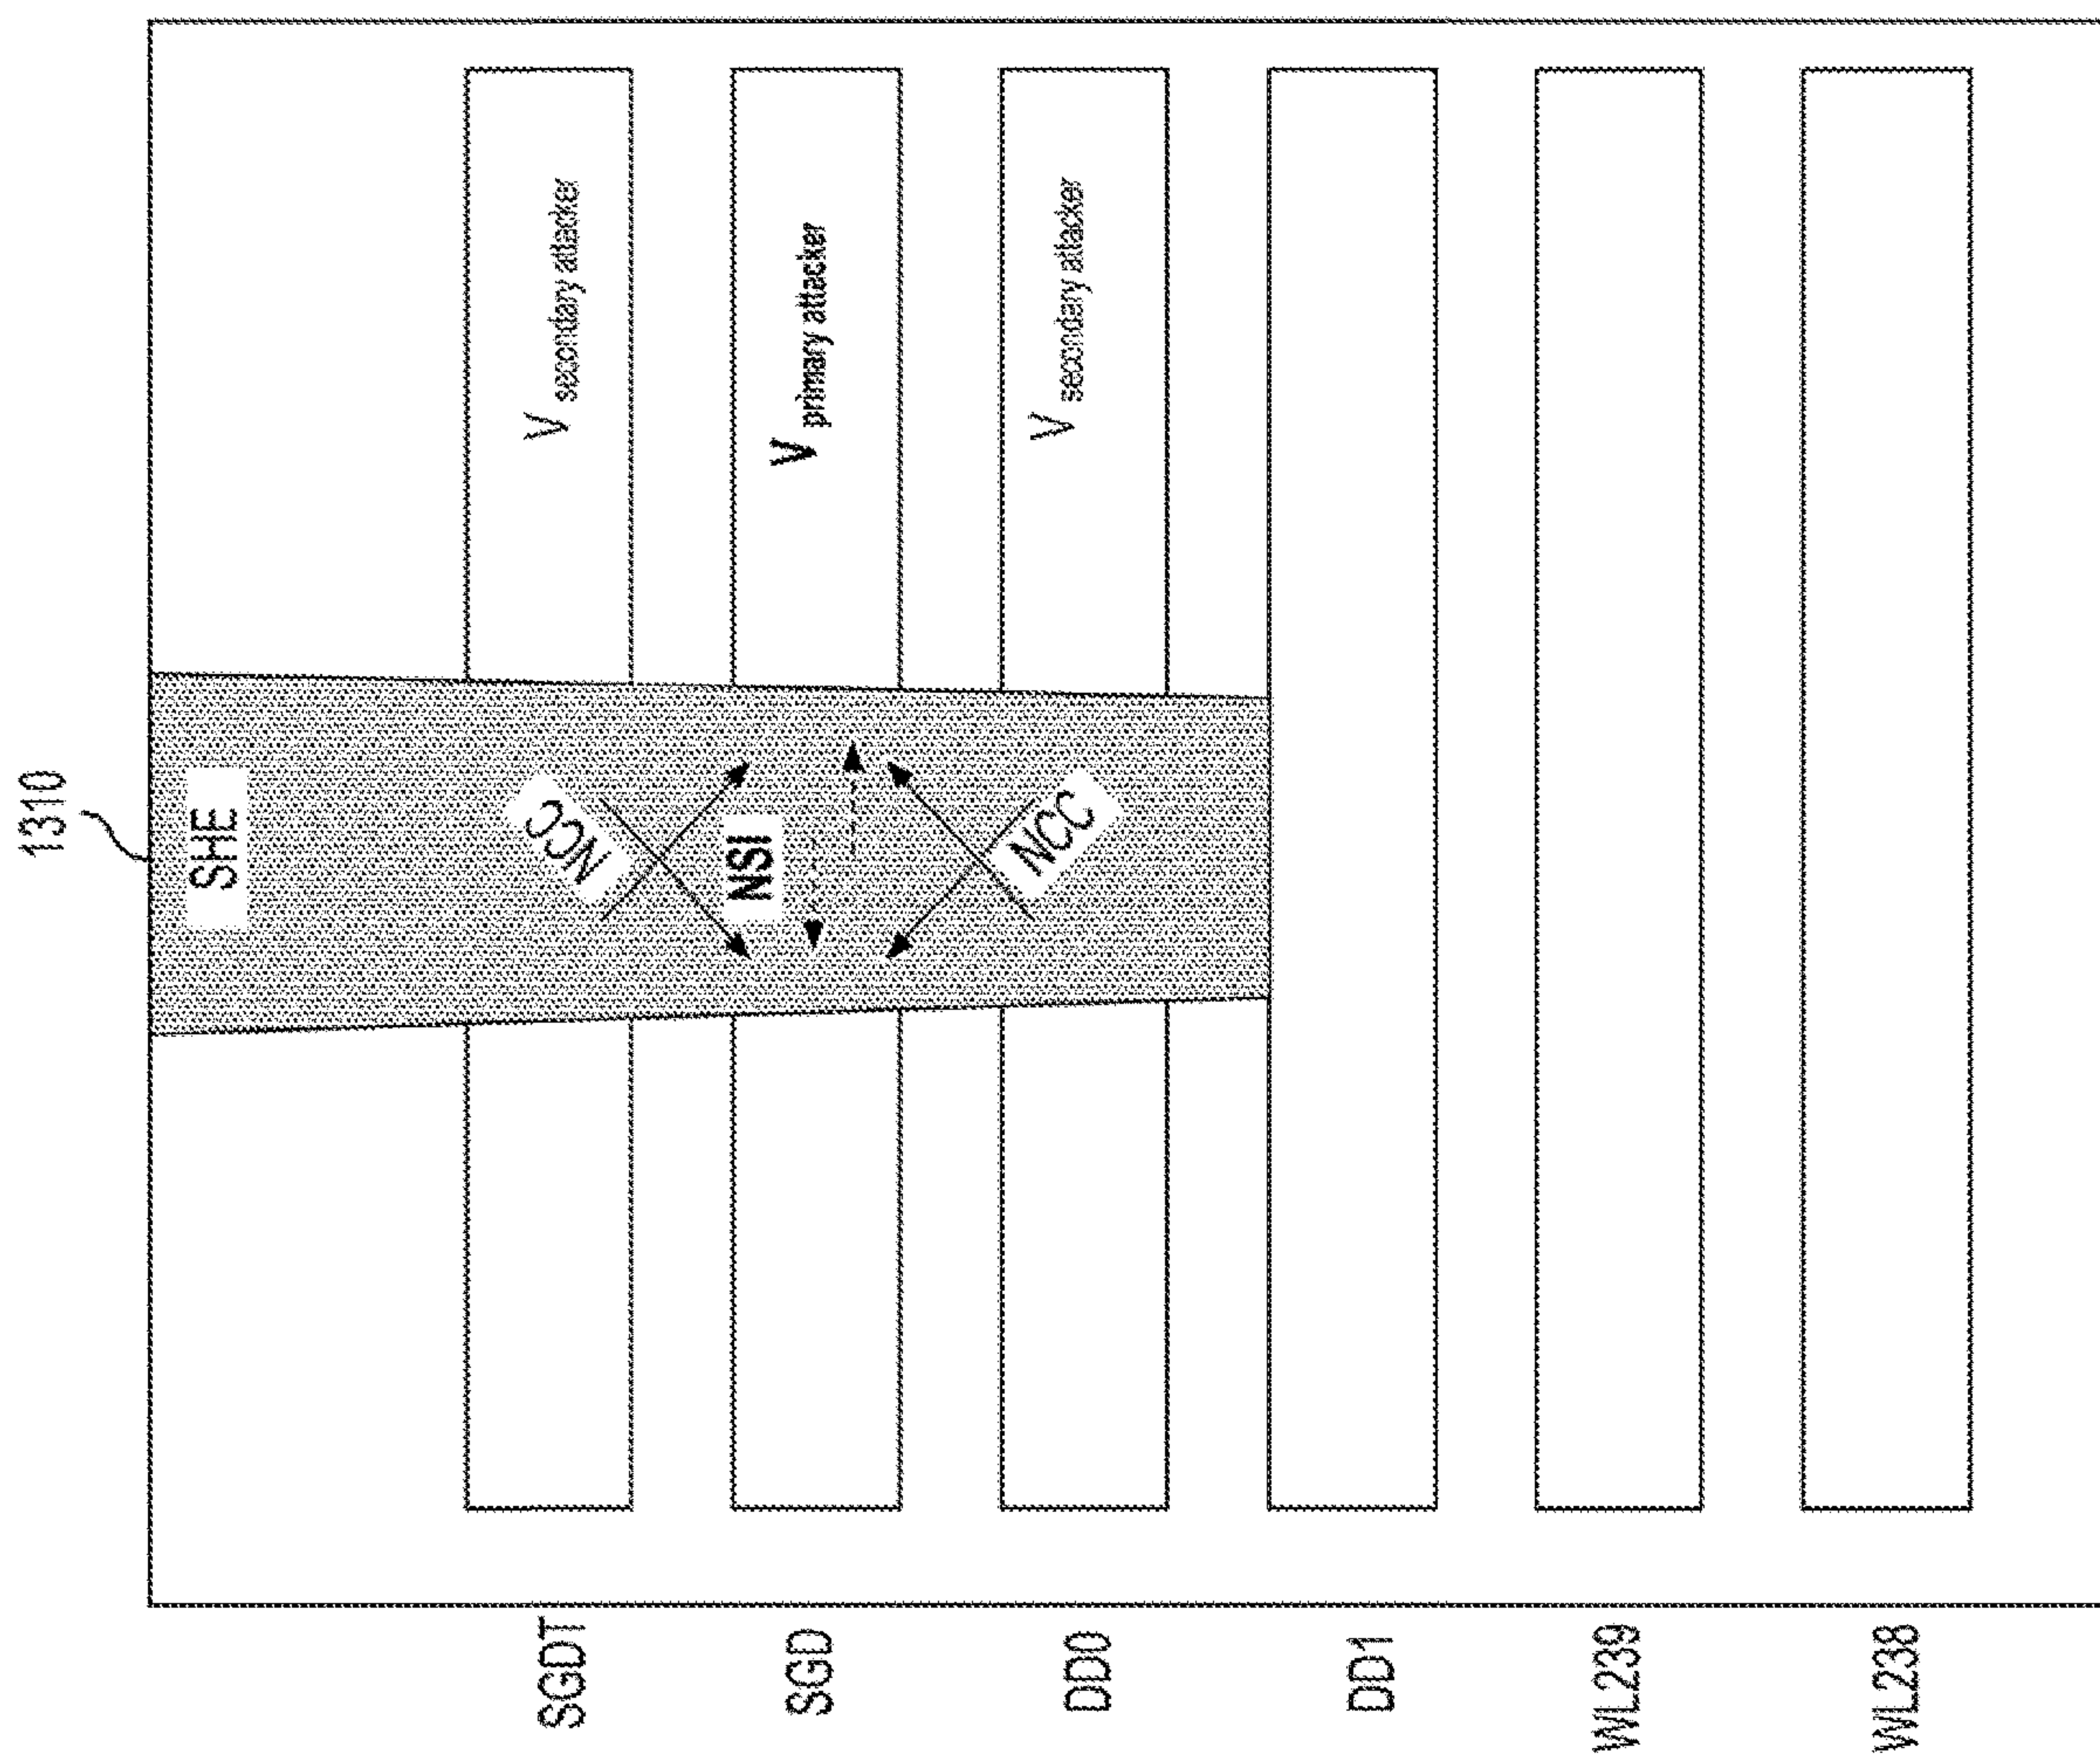 1310
SHE
SGDT
NCC
V secondary attacker
SGD
NSI
V primary attacker
DD0
NCC
V secondary attacker
DD1
WL239
WL238